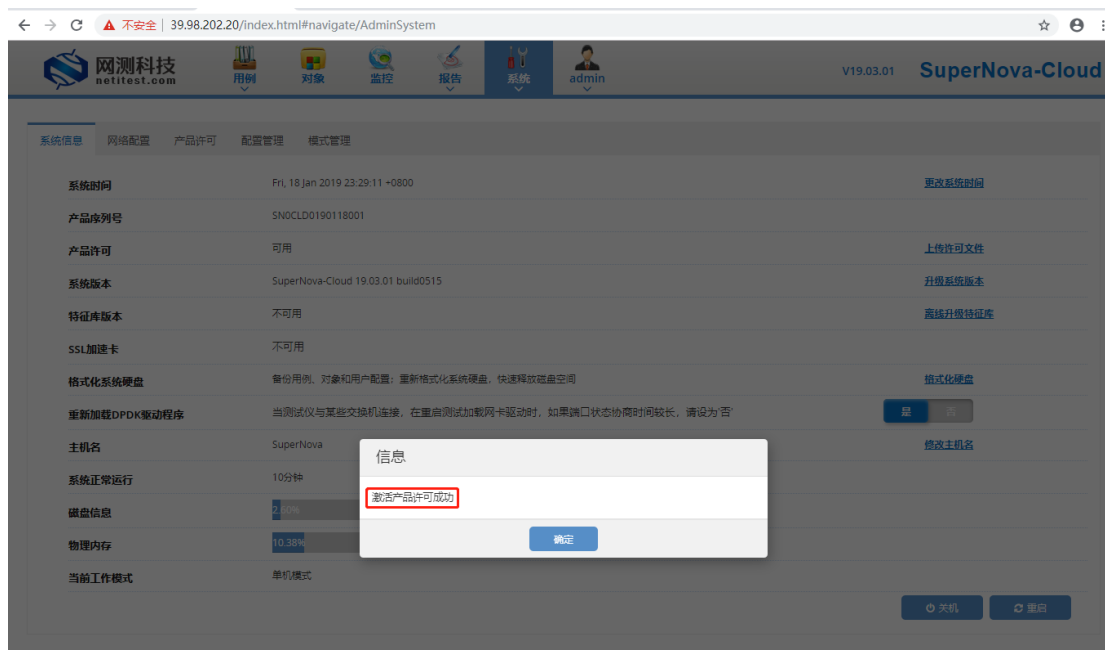 不安全 | 39.98.202.20/index.html#navigate/AdminSystem
网测科技
netitest.com
用例 对象 监控 报告 系统 admin
V19.03.01 SuperNova-Cloud
系统信息 网络配置 产品许可 配置管理 模式管理
系统时间 Fri, 18 Jan 2019 23:29:11 +0800 更改系统时间
产品序列号 SN0CLD0190118001
产品许可 可用 上传许可文件
系统版本 SuperNova-Cloud 19.03.01 build0515 升级系统版本
特征库版本 不可用 离线升级特征库
SSL加速卡 不可用
格式化系统硬盘 备份用例、对象和用户配置；重新格式化系统硬盘，快速释放磁盘空间 格式化硬盘
重新加载DPDK驱动程序 当测试仪与某些交换机连接，在重启测试加载网卡驱动时，如果端口状态协商时间较长，请设为'否' 是 否
主机名 SuperNova 修改主机名
信息
系统正常运行 10分钟
激活产品许可成功
磁盘信息 2.60%
确定
物理内存 10.38%
当前工作模式 单机模式
关机 重启